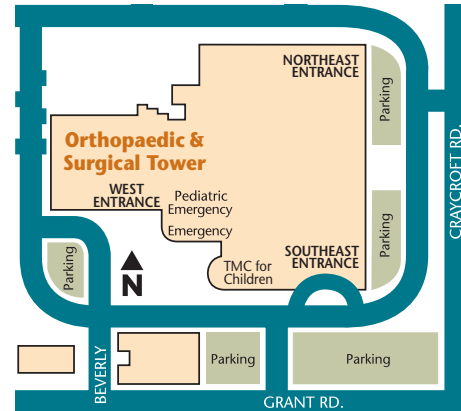 NORTHEAST
ENTRANCE
Parking
Orthopaedic &
Surgical Tower
WEST
ENTRANCE
Pediatric
Emergency
Emergency
CRAYCROFT RD.
Parking
SOUTHEAST
ENTRANCE
TMC for
Children
Parking
N
BEVERLY
Parking
Parking
GRANT RD.